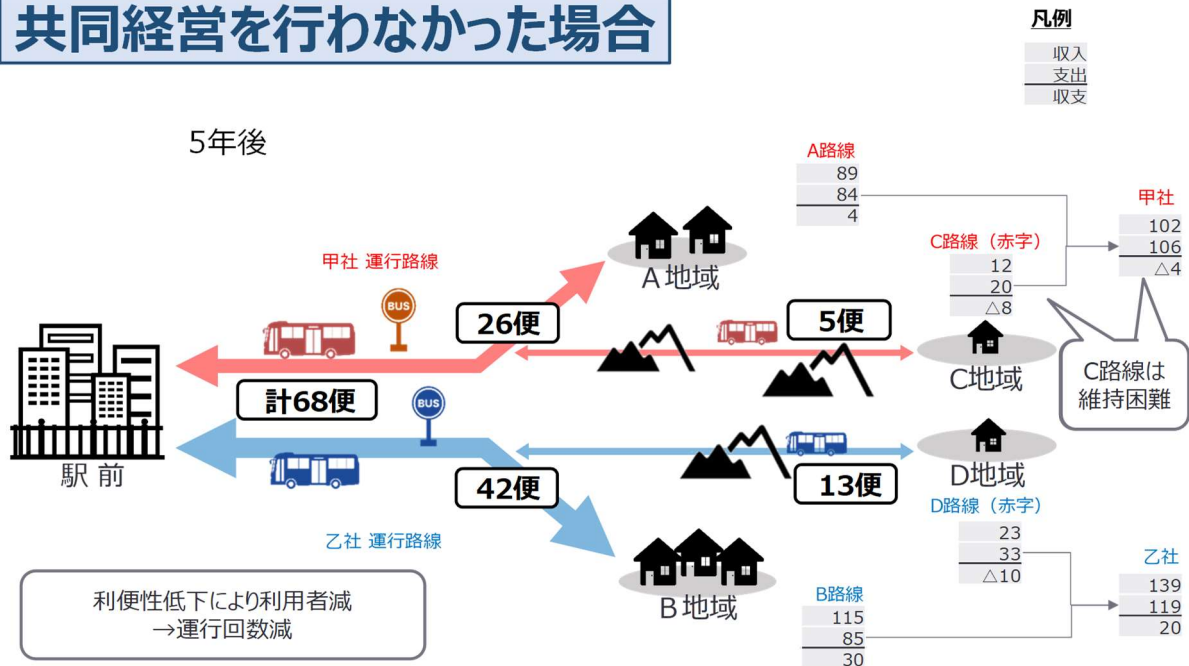 共同経営を行わなかった場合
凡例
収入
支出
収支
5年後
A路線
89
84
4
甲社
102
106
△4
C路線（赤字）
12
20
△8
甲社 運行路線
BUS
A地域
26便
5便
C地域
C路線は
維持困難
計68便
BUS
駅前
42便
13便
D地域
D路線（赤字）
23
33
△10
乙社 運行路線
B地域
乙社
139
119
20
B路線
115
85
30
利便性低下により利用者減
→運行回数減